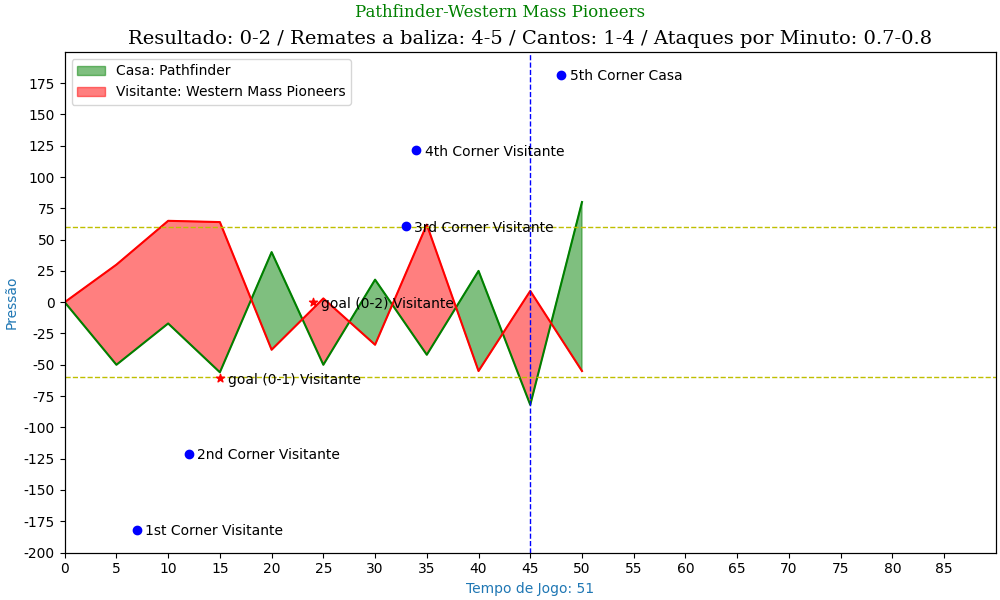 Pathfinder-Western Mass Pioneers
Resultado: 0-2 / Remates a baliza: 4-5 / Cantos: 1-4 / Ataques por Minuto: 0.7-0.8
Casa: Pathfinder
Visitante: Western Mass Pioneers
5th Corner Casa
4th Corner Visitante
3rd Corner Visitante
goal (0-2) Visitante
goal (0-1) Visitante
2nd Corner Visitante
1st Corner Visitante
Pressão
175
150
125
100
75
50
25
0
-25
-50
-75
-100
-125
-150
-175
-200
0 5 10 15 20 25 30 35 40 45 50 55 60 65 70 75 80 85
Tempo de Jogo: 51